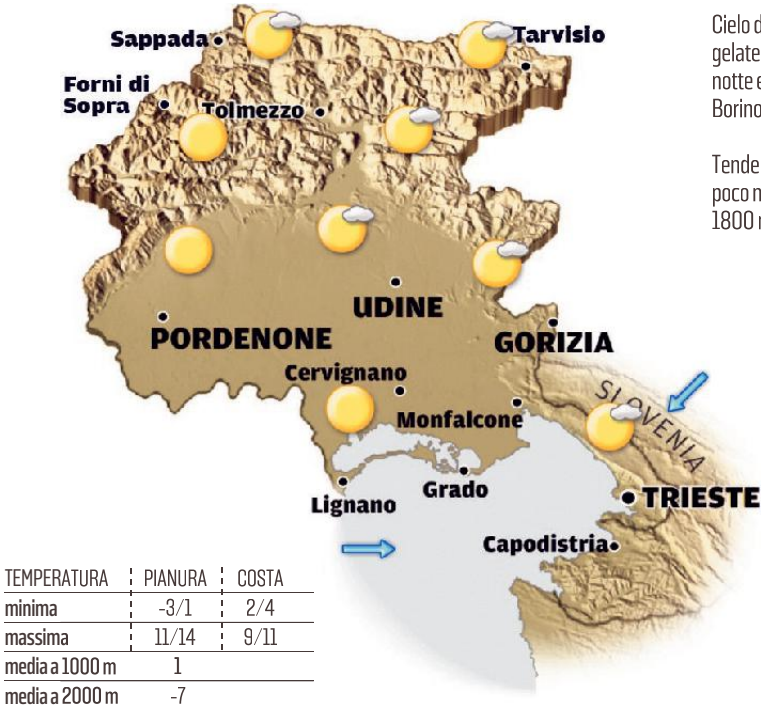 Sappada
Tarvisio
Forni di
Sopra
Tolmezzo
UDINE
PORDENONE
GORIZIA
Cervignano
Monfalcone
SLOVENIA
Lignano
Grado
TRIESTE
Capodistria
Cielo
gelate
notte
Borino
Tende
poco
1800
TEMPERATURA PIANURA COSTA
minima -3/1 2/4
massima 11/14 9/11
media a 1000 m 1
media a 2000 m -7